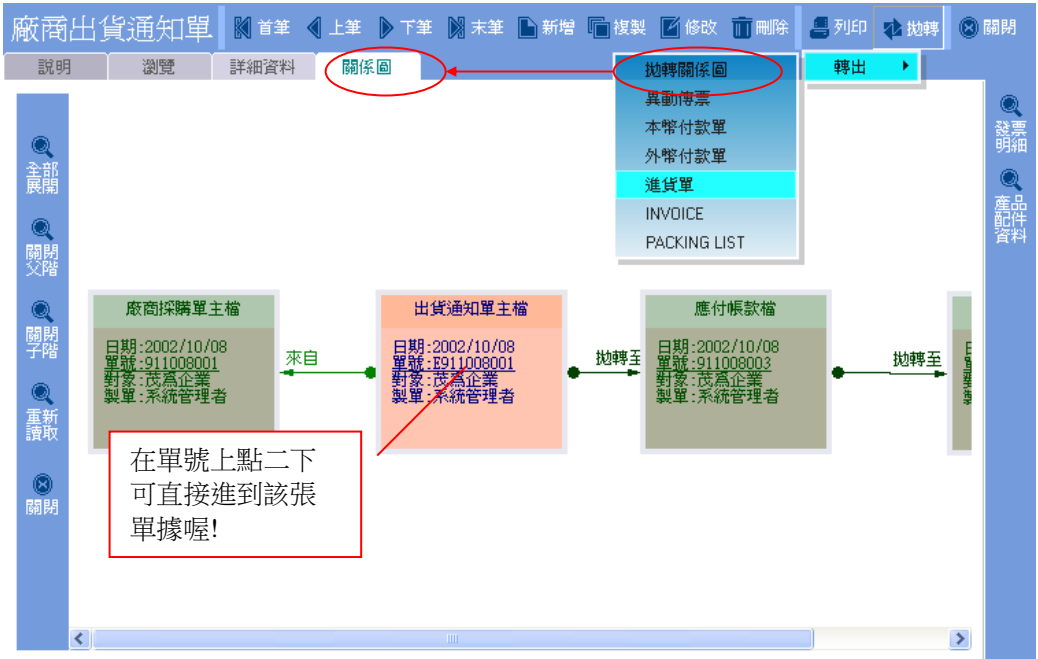 廠商出貨通知單 首筆 上筆 下筆 末筆 新增 複製 修改 刪除 列印 拋轉 關閉
說明 瀏覽 詳細資料 關係圖
拋轉關係圖
異動傳票
本幣付款單
外幣付款單
進貨單
INVOICE
PACKING LIST
轉出
全部
展開
關閉
父階
關閉
子階
重新
讀取
關閉
發票
明細
產品
配件
資料
廠商採購單主檔
日期:2002/10/08
單號:911008001
對象:茂為企業
製單:系統管理者
來自
出貨通知單主檔
日期:2002/10/08
單號:E911008001
對象:茂為企業
製單:系統管理者
拋轉至
應付帳款檔
日期:2002/10/08
單號:911008003
對象:茂為企業
製單:系統管理者
拋轉至
在單號上點二下
可直接進到該張
單據喔!